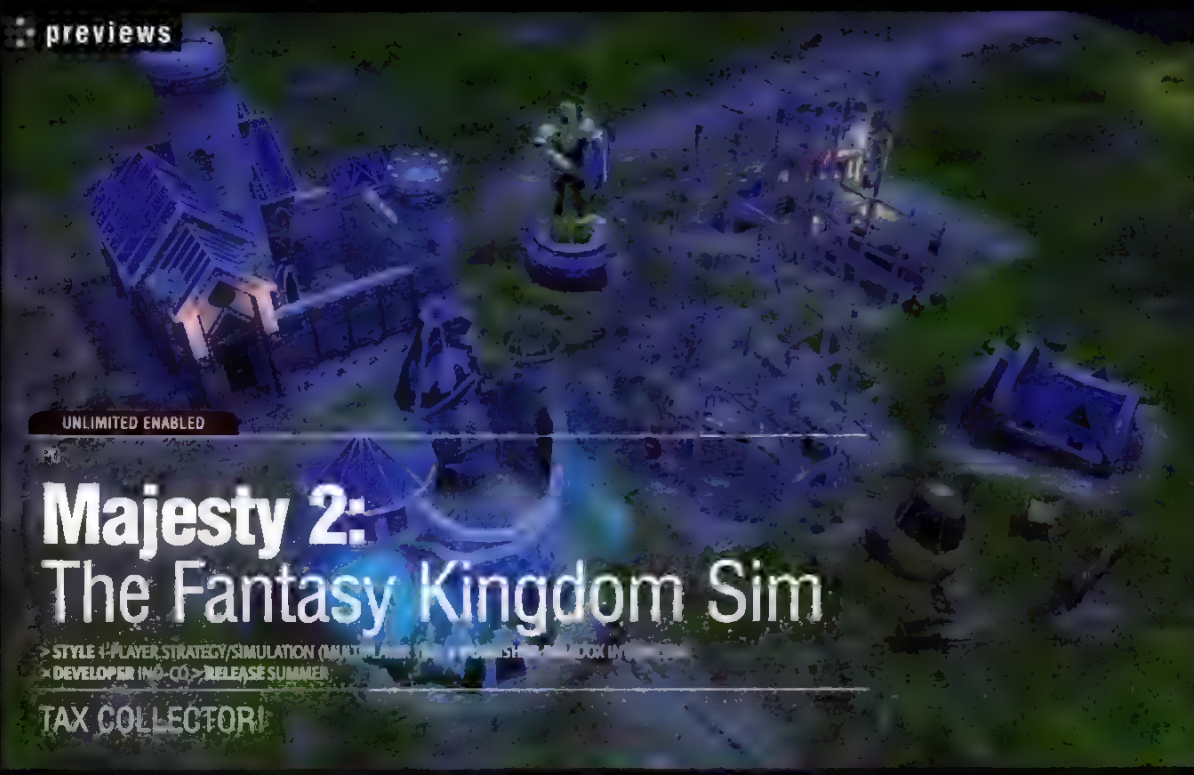 previews
UNLIMITED ENABLED
Majesty 2:
The Fantasy Kingdom Sim
> STYLE 1-PLAYER STRATEGY/SIMULATION
> DEVELOPER INO-CO > RELEASE SUMMER
TAX COLLECTOR!